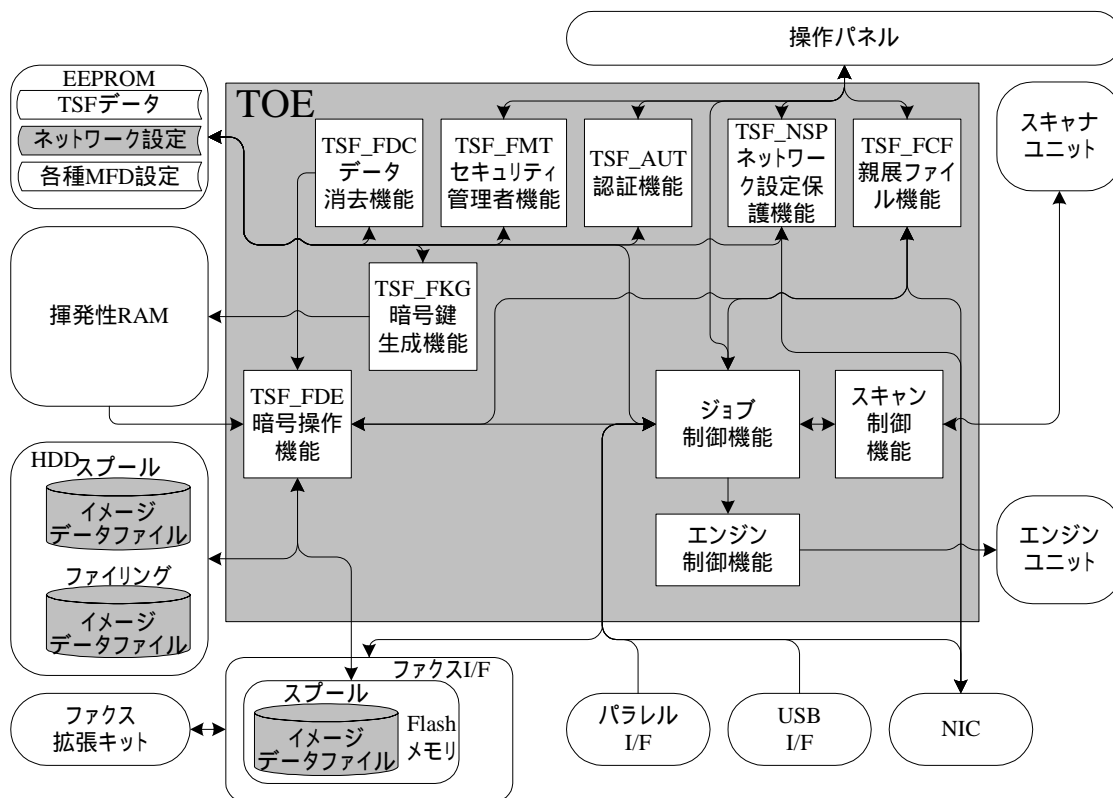 操作パネル
EEPROM
TSFデータ
ネットワーク設定
各種MFD設定
TOE
TSF_FDC
データ
消去機能
TSF_FMT
セキュリティ
管理者機能
TSF_AUT
認証機能
TSF_NSP
ネットワー
ク設定保
護機能
TSF_FCF
親展ファイ
ル機能
スキャナ
ユニット
揮発性RAM
TSF_FKG
暗号鍵
生成機能
TSF_FDE
暗号操作
機能
ジョブ
制御機能
スキャン
制御
機能
HDD
スプール
イメージ
データファイル
ファイリング
イメージ
データファイル
エンジン
制御機能
エンジン
ユニット
ファクスI/F
スプール
イメージ
データファイル
Flash
メモリ
ファクス
拡張キット
パラレル
I/F
USB
I/F
NIC